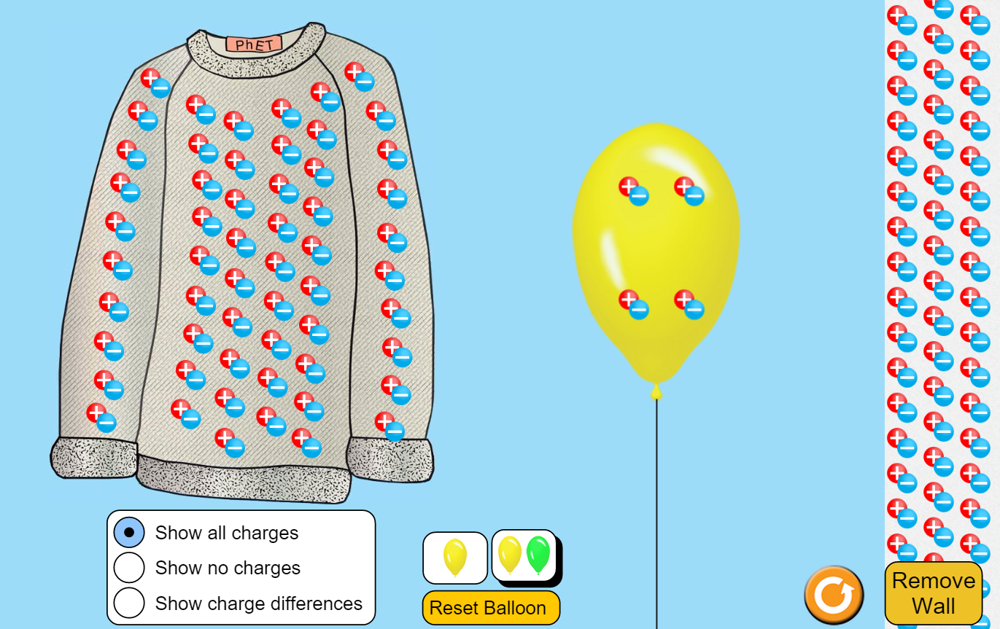 PhET
Show all charges
Show no charges
Show charge differences
Reset Balloon
Remove
Wall